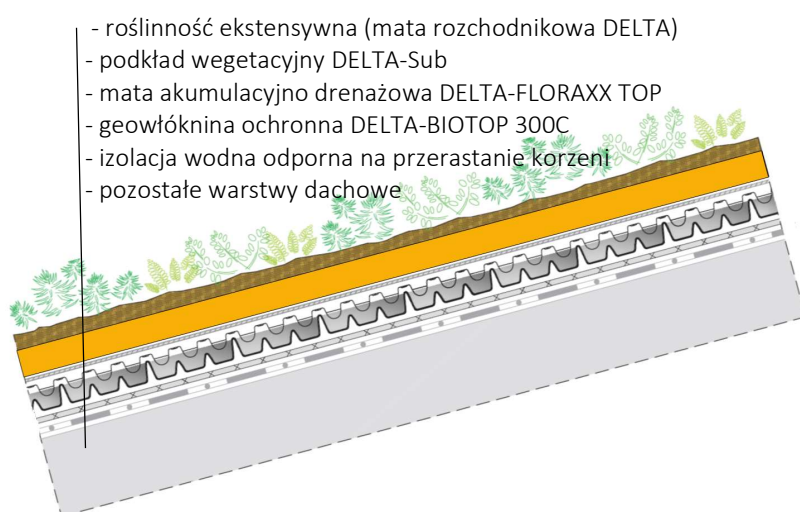 - roślinność ekstensywna (mata rozchodnikowa DELTA)
- podkład wegetacyjny DELTA-Sub
- mata akumulacyjno drenażowa DELTA-FLORAXX TOP
- geowłóknina ochronna DELTA-BIOTOP 300C
- izolacja wodna odporna na przerastanie korzeni
- pozostałe warstwy dachowe